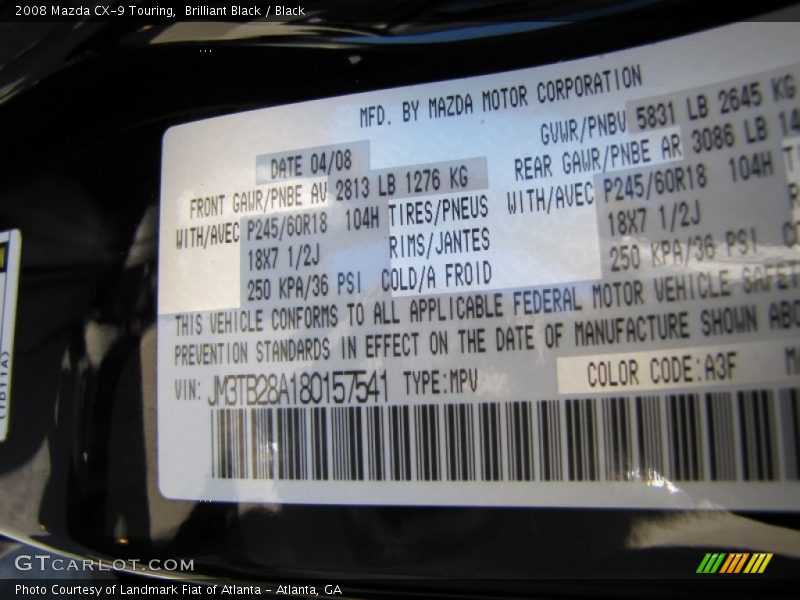 2008 Mazda CX-9 Touring,  Brilliant Black / Black
MFD. BY MAZDA MOTOR CORPORATION
DATE 04/08
GVWR/PNBV 5831 LB 2645 KG
FRONT GAWR/PNBE AV 2813 LB 1276 KG
REAR GAWR/PNBE AR 3086 LB 14
WITH/AVEC P245/60R18 104H TIRES/PNEUS WITH/AVEC P245/60R18 104H
18X7 1/2J RIMS/JANTES 18X7 1/2J
250 KPA/36 PSI COLD/A FROID 250 KPA/36 PSI
THIS VEHICLE CONFORMS TO ALL APPLICABLE FEDERAL MOTOR VEHICLE SAFET
PREVENTION STANDARDS IN EFFECT ON THE DATE OF MANUFACTURE SHOWN ABO
VIN: JM3TB28A180157541 TYPE:MPV COLOR CODE:A3F
GTCARLOT.COM
Photo Courtesy of Landmark Fiat of Atlanta - Atlanta, GA